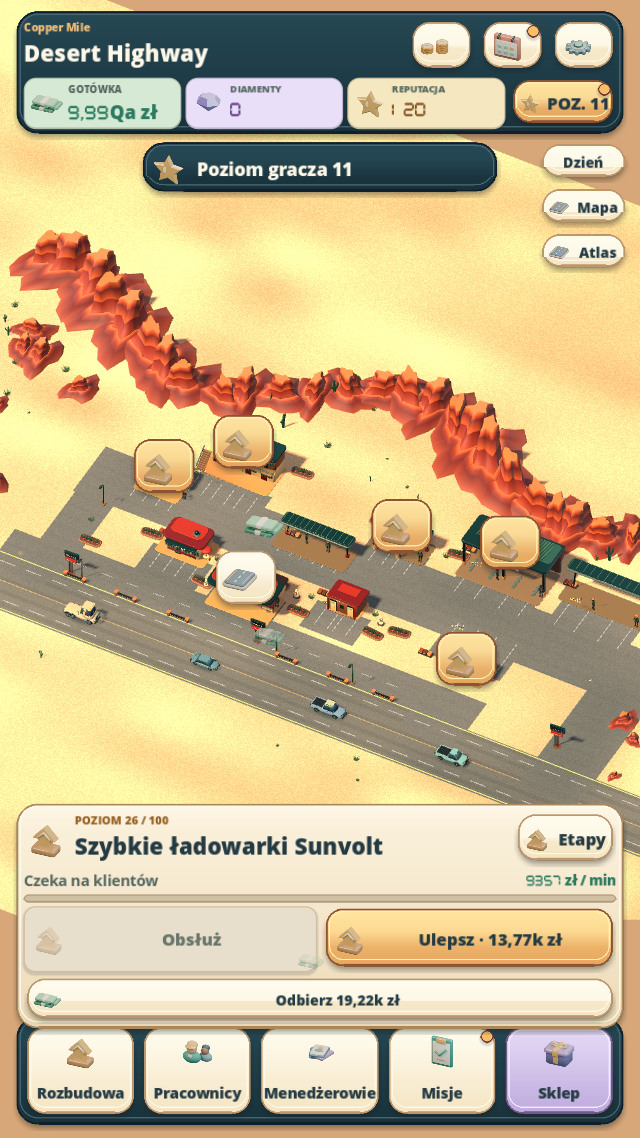 Copper Mile
Desert Highway
GOTÓWKA
9,99Qa zł
DIAMENTY
0
REPUTACJA
120
POZ. 11
Poziom gracza 11
Dzień
Mapa
Atlas
POZIOM 26 / 100
Szybkie ładowarki Sunvolt
Etapy
Czeka na klientów
9357 zł / min
Obsłuż
Ulepsz · 13,77k zł
Odbierz 19,22k zł
Rozbudowa
Pracownicy
Menedżerowie
Misje
Sklep